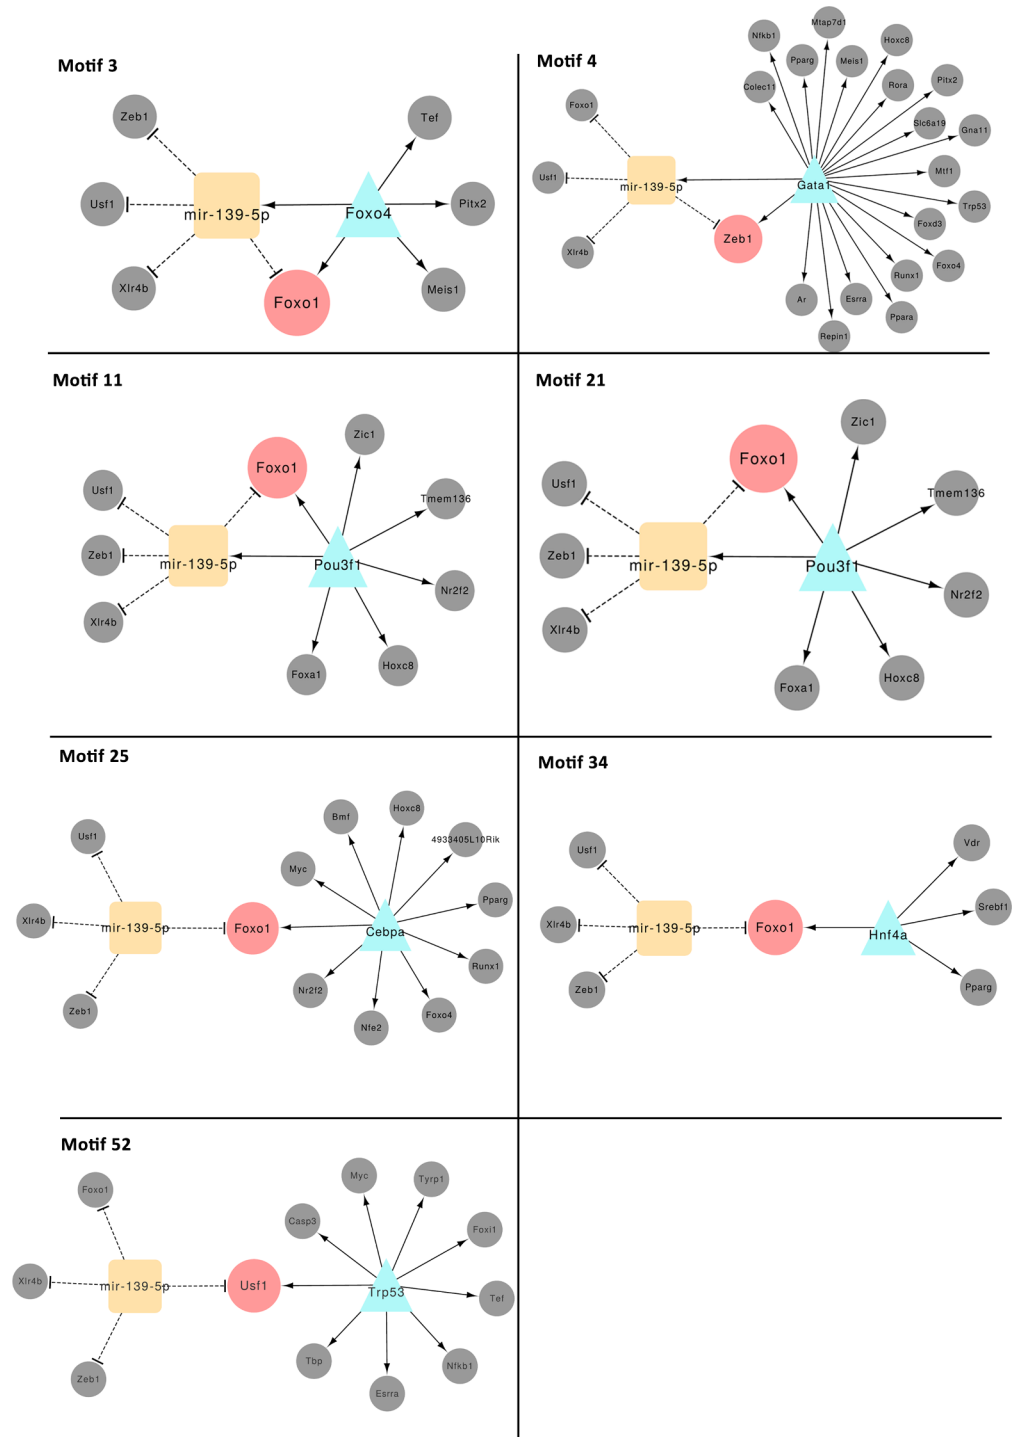 Motif 3
Zeb1
Tef
Usf1
mir-139-5p
Foxo4
Pitx2
Xlr4b
Foxo1
Meis1
Motif 4
Mtap7d1
Nfkb1
Hoxc8
Pparg
Meis1
Colec11
Rora
Pitx2
Foxo1
Slc6a19
Gna11
Usf1
mir-139-5p
Gata1
Mtf1
Trp53
Foxd3
Xlr4b
Zeb1
Foxo4
Runx1
Ar
Esrra
Ppara
Repin1
Motif 11
Zic1
Foxo1
Usf1
Tmem136
Zeb1
mir-139-5p
Pou3f1
Nr2f2
Xlr4b
Foxa1
Hoxc8
Motif 21
Zic1
Foxo1
Usf1
Tmem136
Zeb1
mir-139-5p
Pou3f1
Nr2f2
Xlr4b
Foxa1
Hoxc8
Motif 25
Bmf
Hoxc8
Usf1
4933405L10Rik
Myc
Pparg
Xlr4b
mir-139-5p
Foxo1
Cebpa
Runx1
Nr2f2
Zeb1
Nfe2
Foxo4
Motif 34
Usf1
Vdr
Srebf1
Xlr4b
mir-139-5p
Foxo1
Hnf4a
Zeb1
Pparg
Motif 52
Myc
Tyrp1
Foxo1
Casp3
Foxi1
Xlr4b
mir-139-5p
Usf1
Trp53
Tef
Tbp
Nfkb1
Zeb1
Esrra